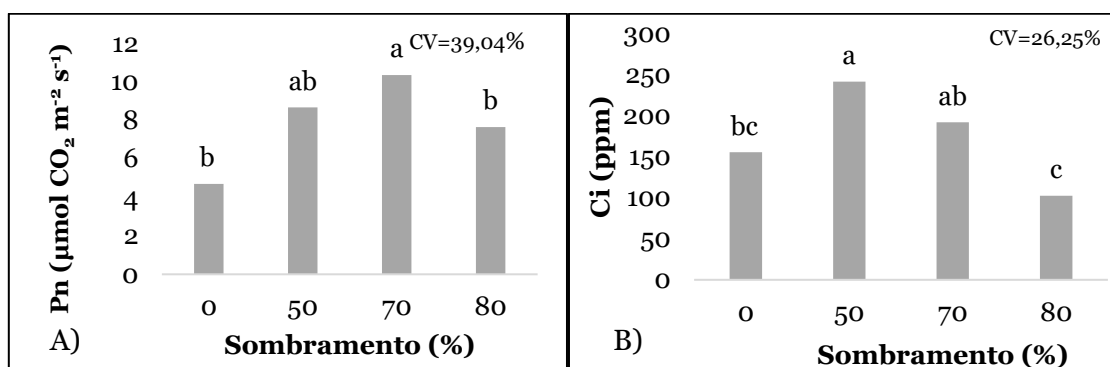 CV=39,04%
Pn (µmol CO₂ m⁻² s⁻¹)
12
10
8
6
4
2
0
b
ab
a
b
0 50 70 80
Sombramento (%)
A)
CV=26,25%
Ci (ppm)
300
250
200
150
100
50
0
bc
a
ab
c
0 50 70 80
Sombramento (%)
B)